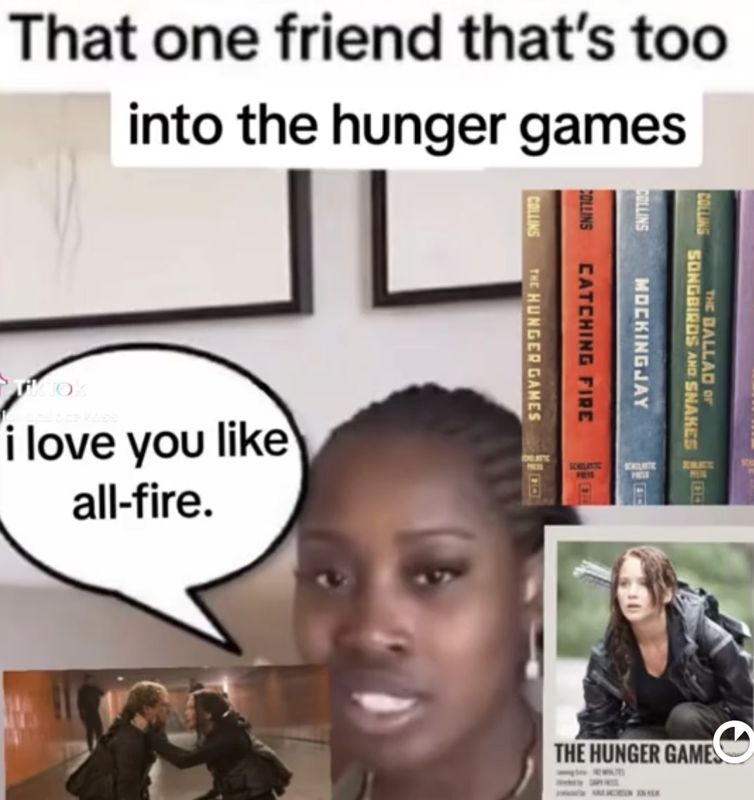 That one friend that's too
into the hunger games
COLLINS
THE HUNGER GAMES
SCHOLASTIC
PRESS
COLLINS
CATCHING FIRE
SCHOLASTIC
PRESS
COLLINS
MOCKINGJAY
SCHOLASTIC
PRESS
COLLINS
THE BALLAD OF
SONGBIRDS AND SNAKES
SCHOLASTIC
PRESS
TikTok
i love you like
all-fire.
THE HUNGER GAMES